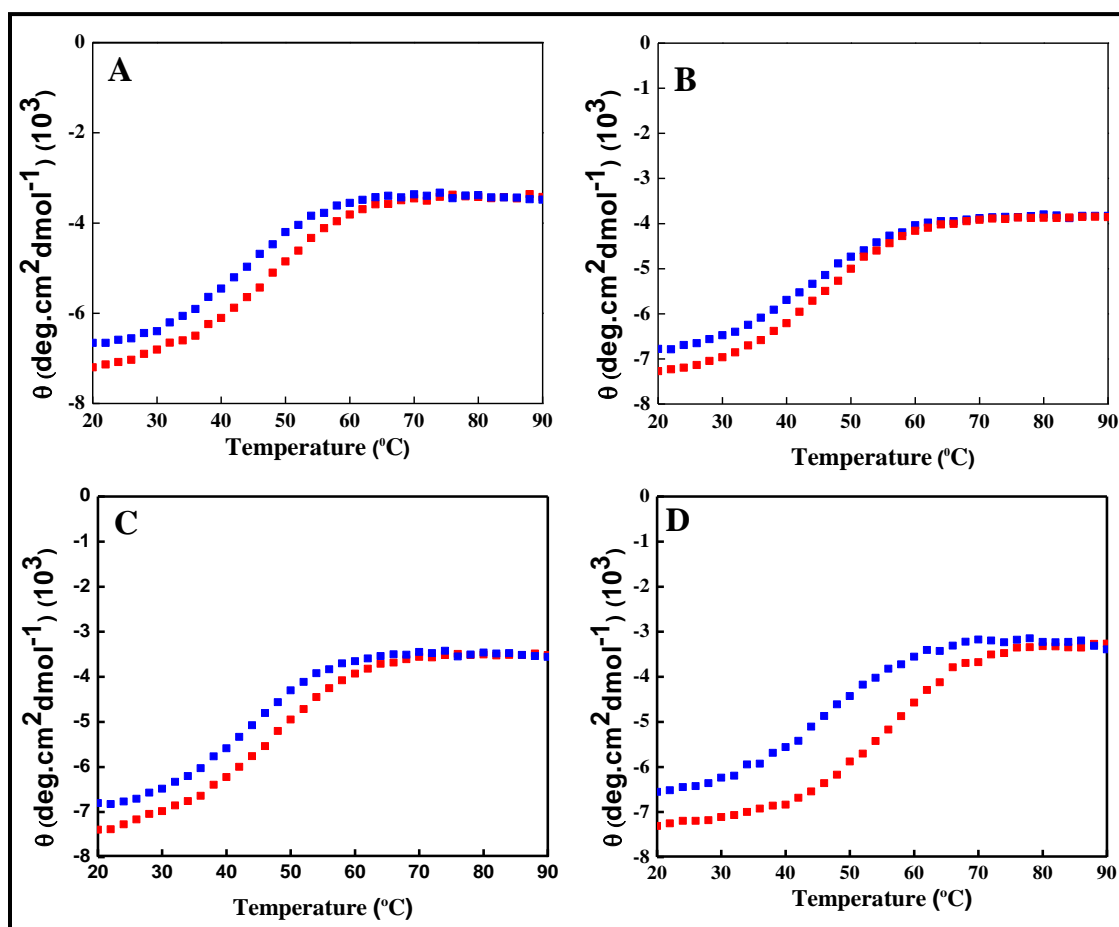 A
0
-2
-4
-6
-8
20 30 40 50 60 70 80 90
θ (deg.cm²dmol⁻¹) (10³)
Temperature (⁰C)
B
0
-1
-2
-3
-4
-5
-6
-7
-8
20 30 40 50 60 70 80 90
θ (deg.cm²dmol⁻¹) (10³)
Temperature (⁰C)
C
0
-1
-2
-3
-4
-5
-6
-7
-8
20 30 40 50 60 70 80 90
θ (deg.cm²dmol⁻¹) (10³)
Temperature (ºC)
D
0
-1
-2
-3
-4
-5
-6
-7
-8
20 30 40 50 60 70 80 90
θ (deg.cm²dmol⁻¹) (10³)
Temperature (ºC)